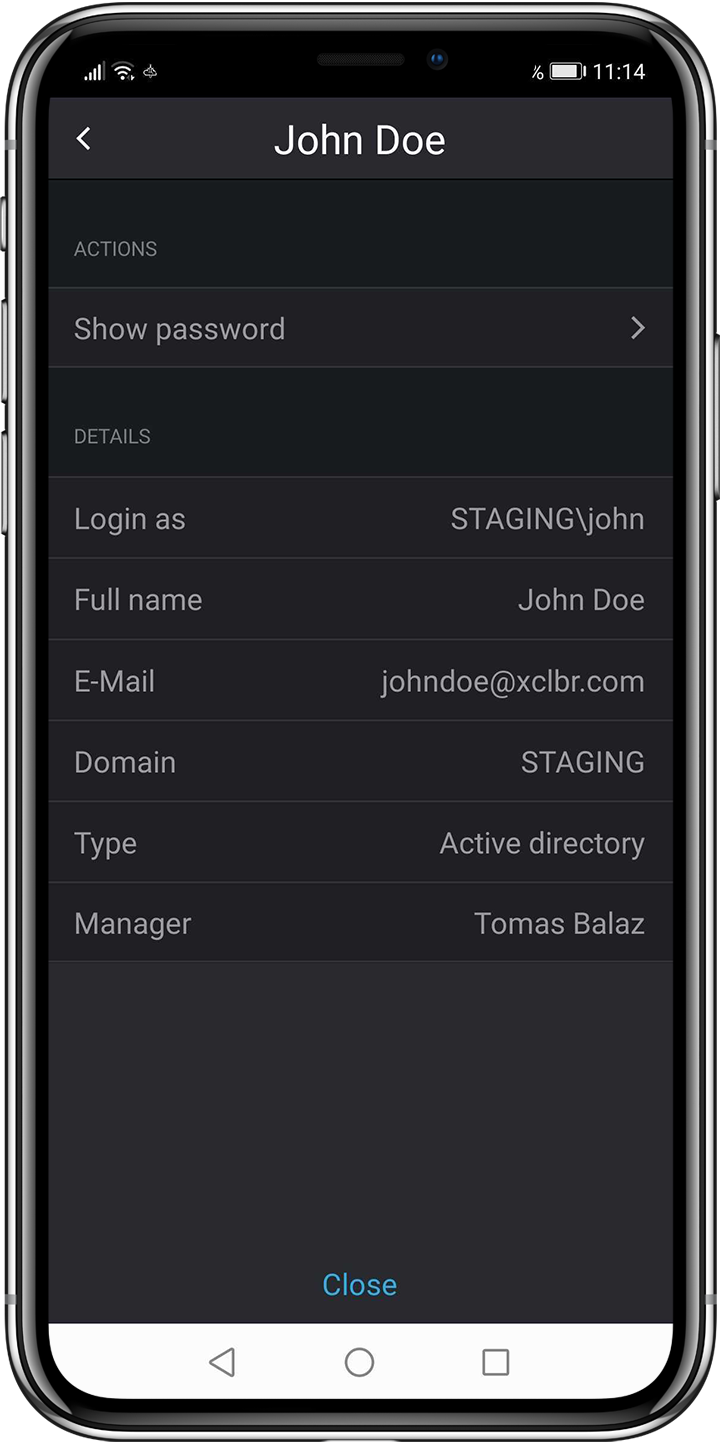 11:14
John Doe
ACTIONS
Show password
DETAILS
Login as STAGING\john
Full name John Doe
E-Mail johndoe@xclbr.com
Domain STAGING
Type Active directory
Manager Tomas Balaz
Close